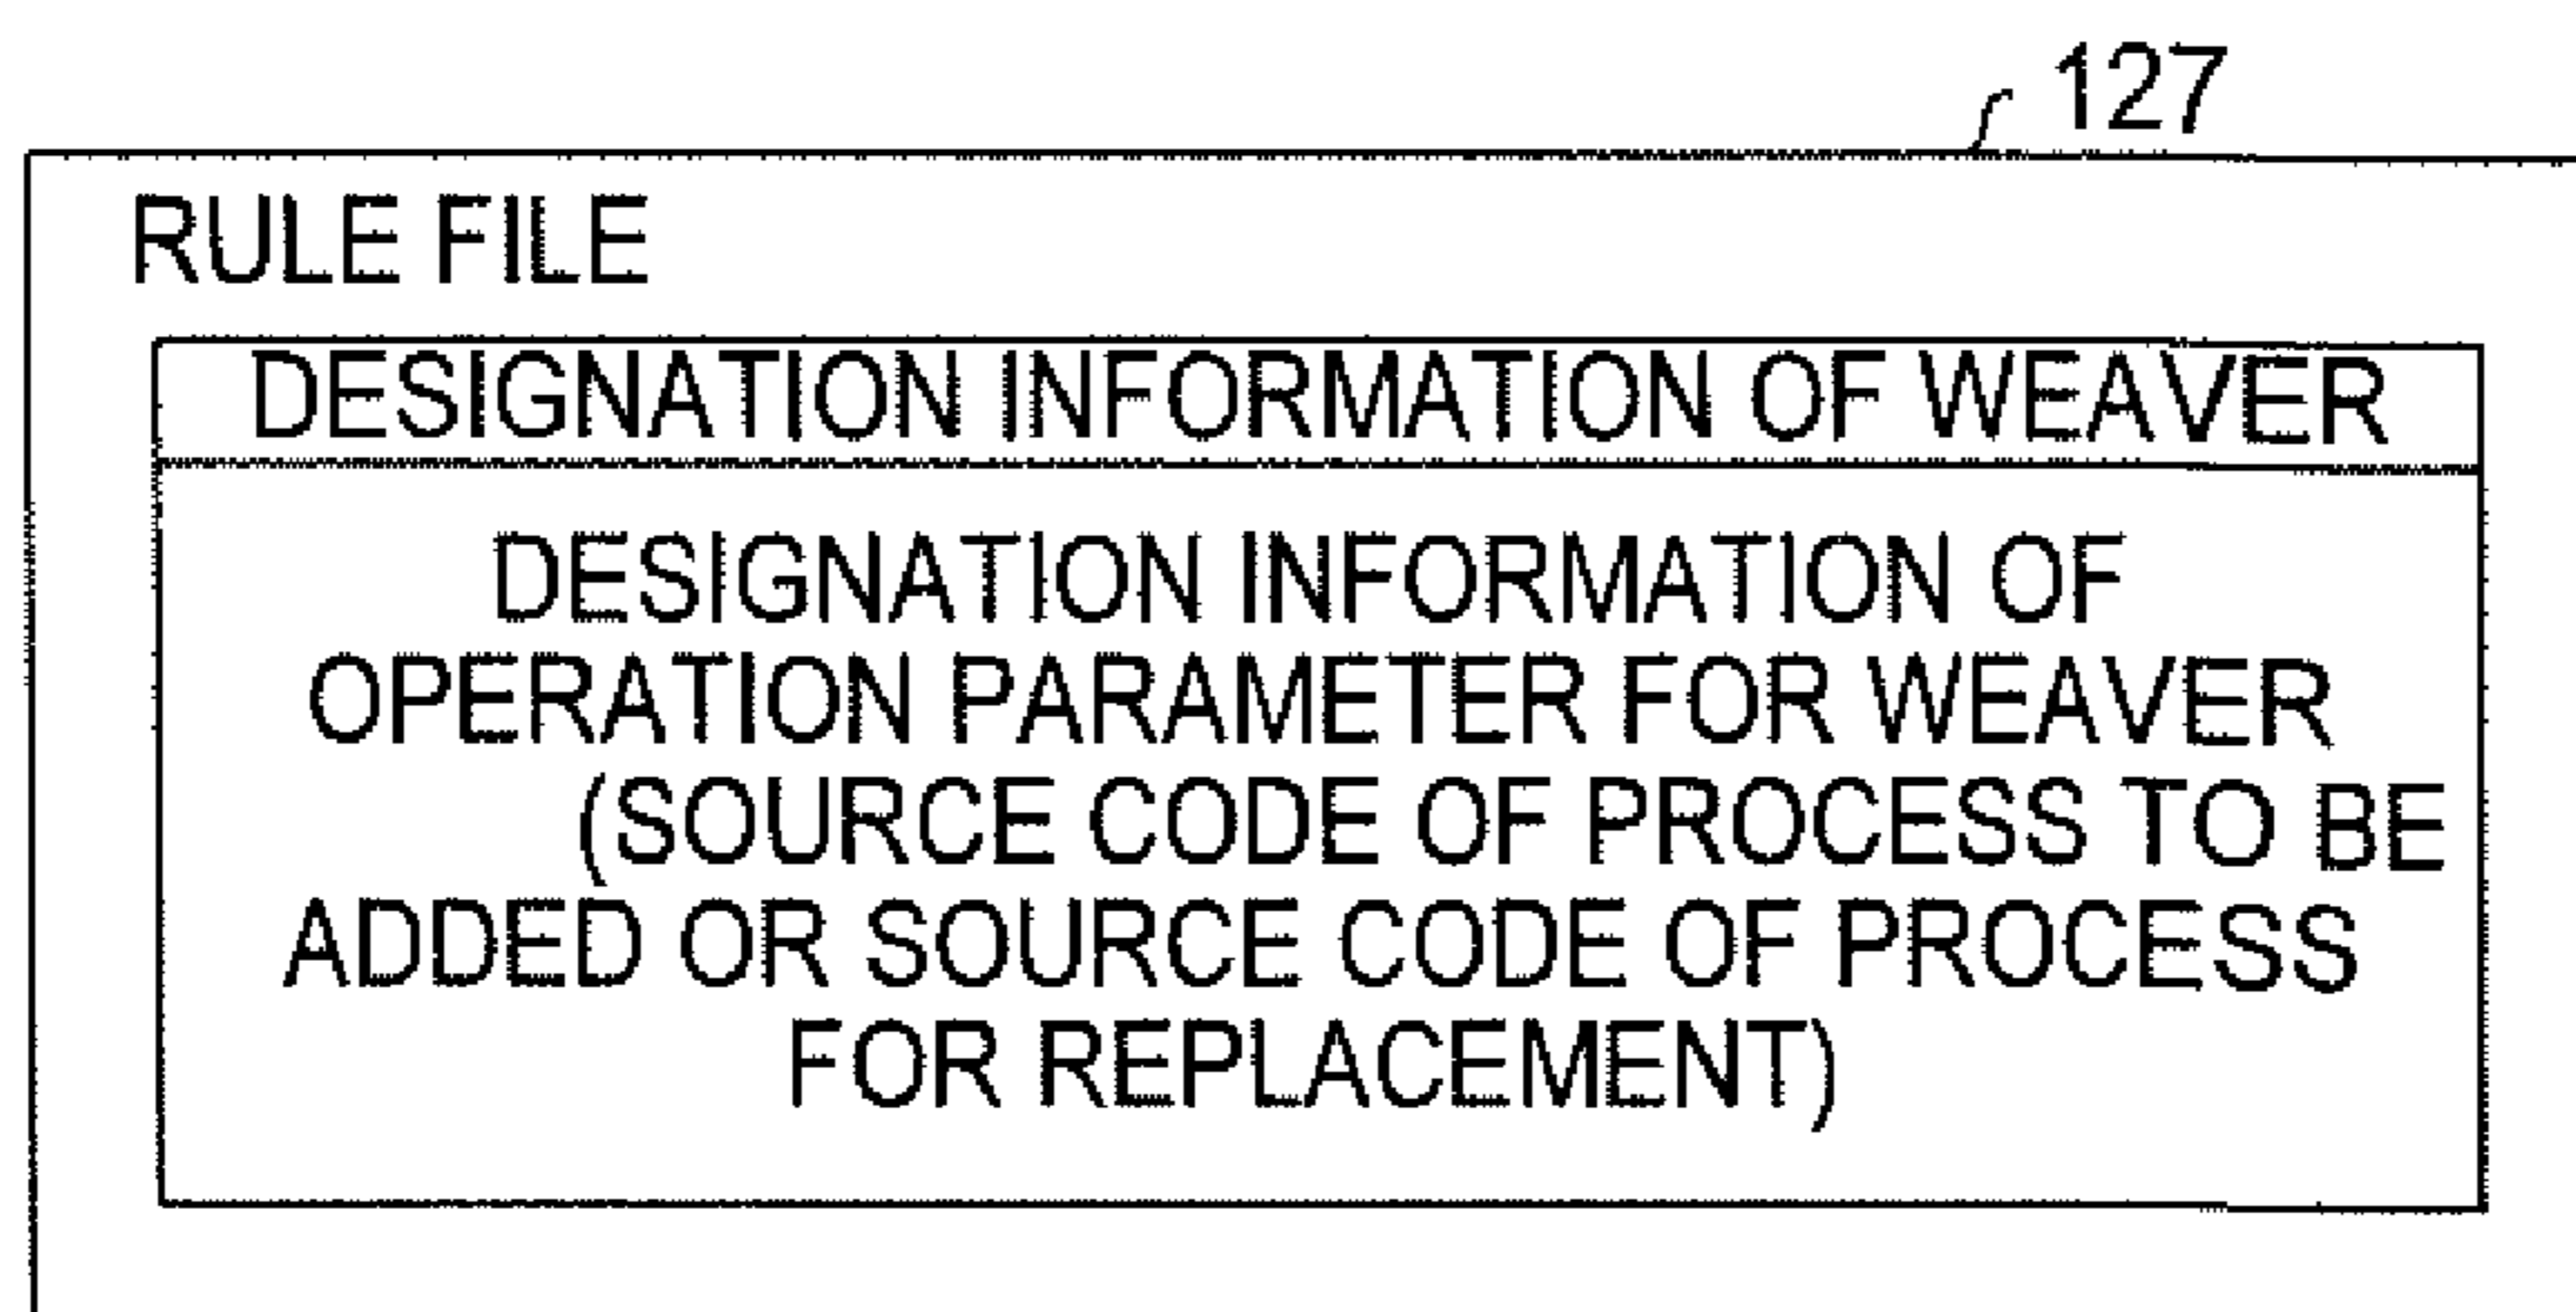 127
RULE FILE
DESIGNATION INFORMATION OF WEAVER
DESIGNATION INFORMATION OF
OPERATION PARAMETER FOR WEAVER
(SOURCE CODE OF PROCESS TO BE
ADDED OR SOURCE CODE OF PROCESS
FOR REPLACEMENT)